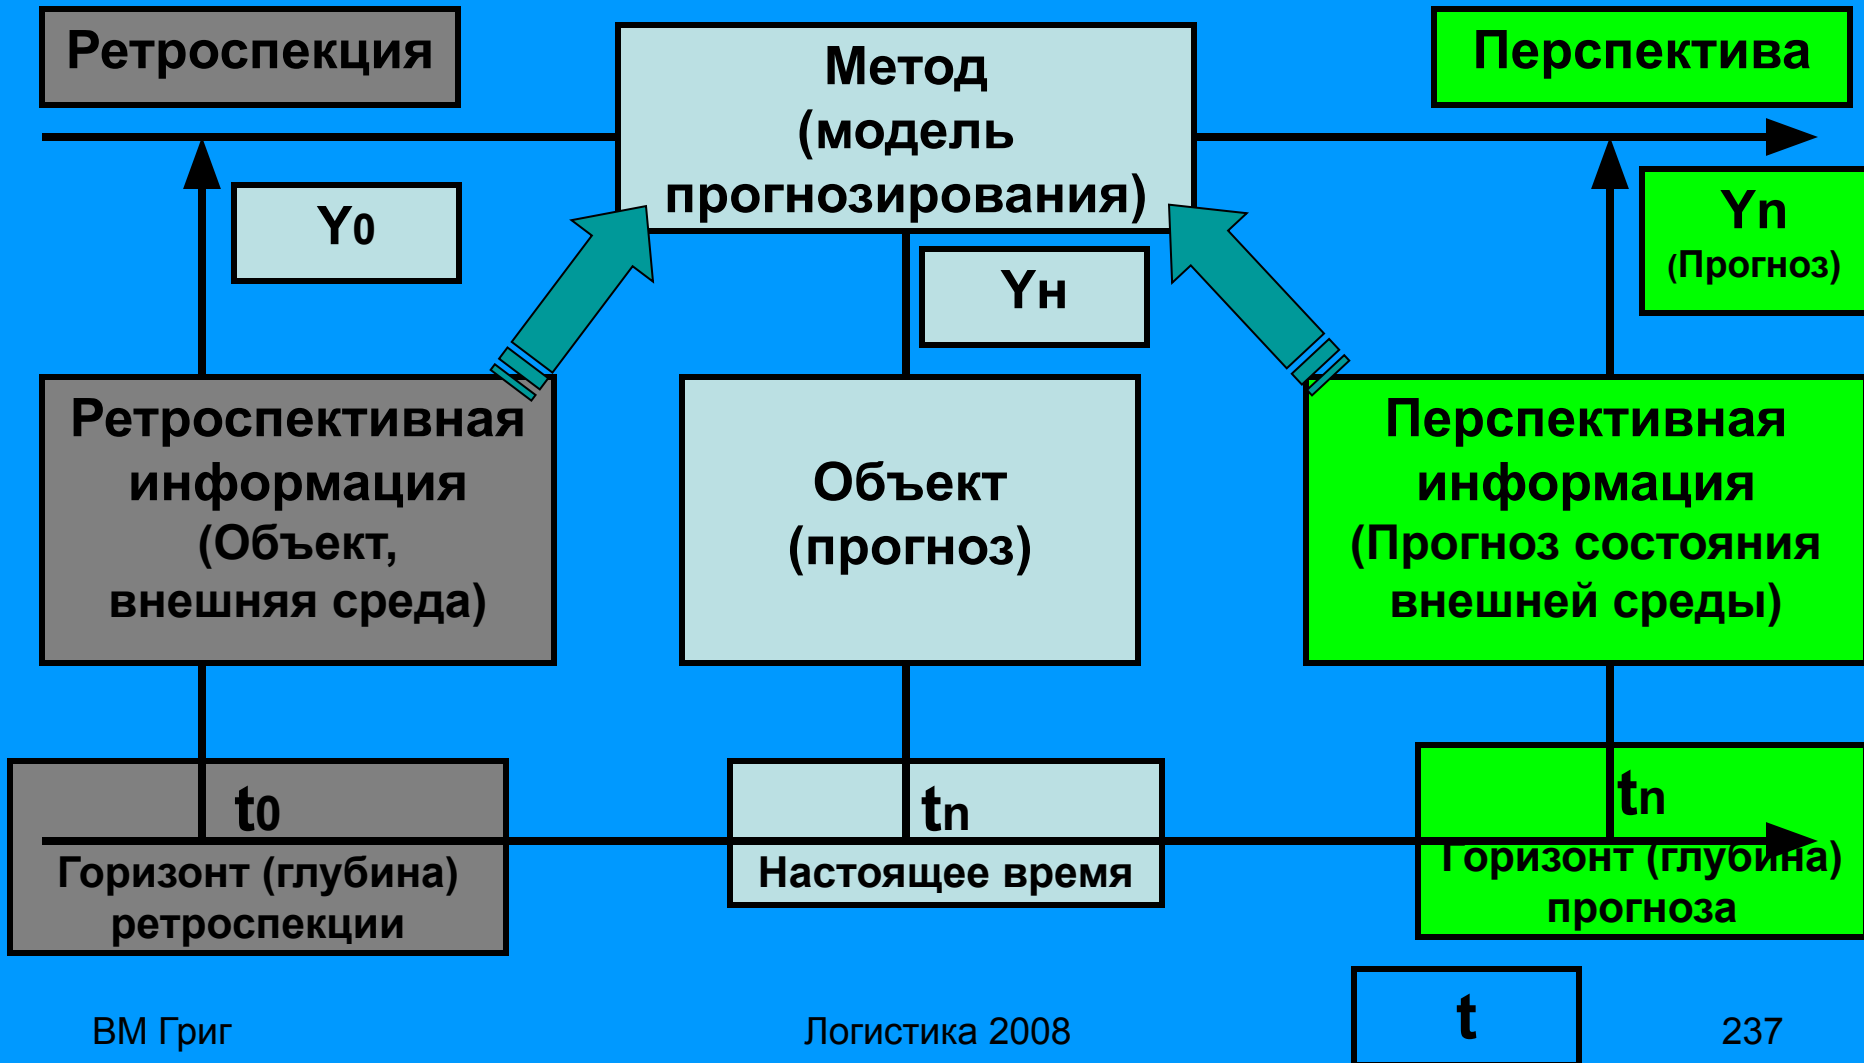 Ретроспекция
Метод
(модель
прогнозирования)
Перспектива
Y0
Yн
Yn
(Прогноз)
Ретроспективная
информация
(Объект,
внешняя среда)
Объект
(прогноз)
Перспективная
информация
(Прогноз состояния
внешней среды)
t0
Горизонт (глубина)
ретроспекции
tn
Настоящее время
tn
Горизонт (глубина)
прогноза
t
ВМ Григ
Логистика 2008
237